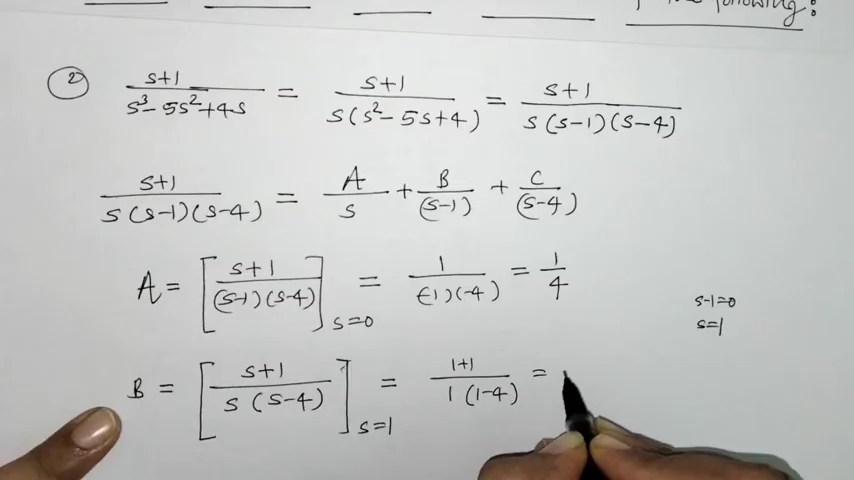 the following:
② (s+1)/(s³-5s²+4s) = (s+1)/(s(s²-5s+4)) = (s+1)/(s(s-1)(s-4))
(s+1)/(s(s-1)(s-4)) = A/s + B/(s-1) + C/(s-4)
A = [(s+1)/((s-1)(s-4))] s=0 = 1/((-1)(-4)) = 1/4
s-1=0
s=1
B = [(s+1)/(s(s-4))] s=1 = (1+1)/(1(1-4)) =